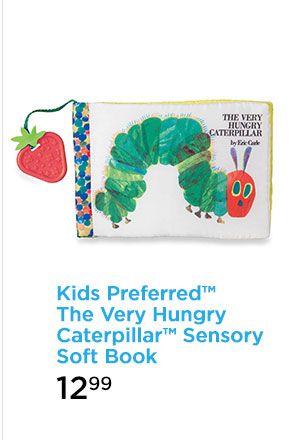 THE VERY
HUNGRY
CATERPILLAR
by Eric Carle
Kids Preferred™
The Very Hungry
Caterpillar™ Sensory
Soft Book
12⁹⁹